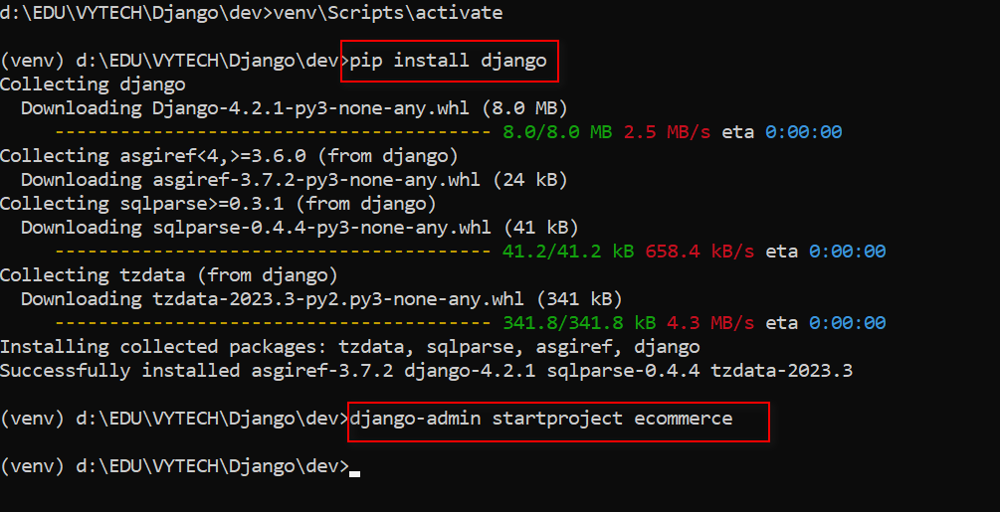 d:\EDU\VYTECH\Django\dev>venv\Scripts\activate
(venv) d:\EDU\VYTECH\Django\dev>pip install django
Collecting django
  Downloading Django-4.2.1-py3-none-any.whl (8.0 MB)
     ---------------------------------------- 8.0/8.0 MB 2.5 MB/s eta 0:00:00
Collecting asgiref<4,>=3.6.0 (from django)
  Downloading asgiref-3.7.2-py3-none-any.whl (24 kB)
Collecting sqlparse>=0.3.1 (from django)
  Downloading sqlparse-0.4.4-py3-none-any.whl (41 kB)
     ---------------------------------------- 41.2/41.2 kB 658.4 kB/s eta 0:00:00
Collecting tzdata (from django)
  Downloading tzdata-2023.3-py2.py3-none-any.whl (341 kB)
     ---------------------------------------- 341.8/341.8 kB 4.3 MB/s eta 0:00:00
Installing collected packages: tzdata, sqlparse, asgiref, django
Successfully installed asgiref-3.7.2 django-4.2.1 sqlparse-0.4.4 tzdata-2023.3
(venv) d:\EDU\VYTECH\Django\dev>django-admin startproject ecommerce
(venv) d:\EDU\VYTECH\Django\dev>